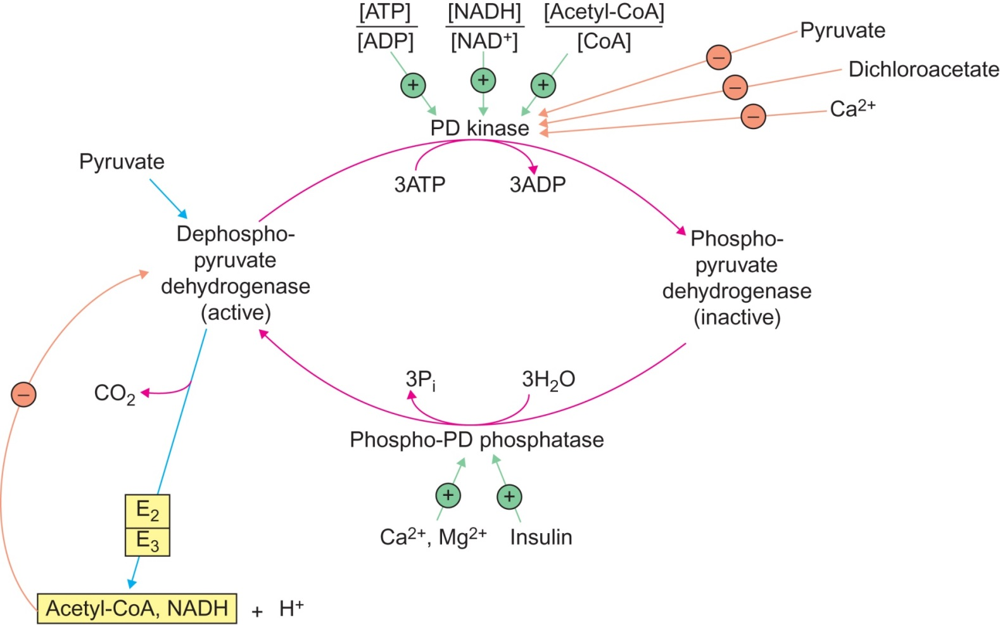 [ATP] [NADH] [Acetyl-CoA]
[ADP] [NAD⁺] [CoA]
Pyruvate
Dichloroacetate
Ca²⁺
+ + +
− − −
PD kinase
3ATP 3ADP
Pyruvate
Dephospho-
pyruvate
dehydrogenase
(active)
Phospho-
pyruvate
dehydrogenase
(inactive)
−
CO₂
3Pᵢ 3H₂O
Phospho-PD phosphatase
+ +
Ca²⁺, Mg²⁺ Insulin
E₂
E₃
Acetyl-CoA, NADH + H⁺